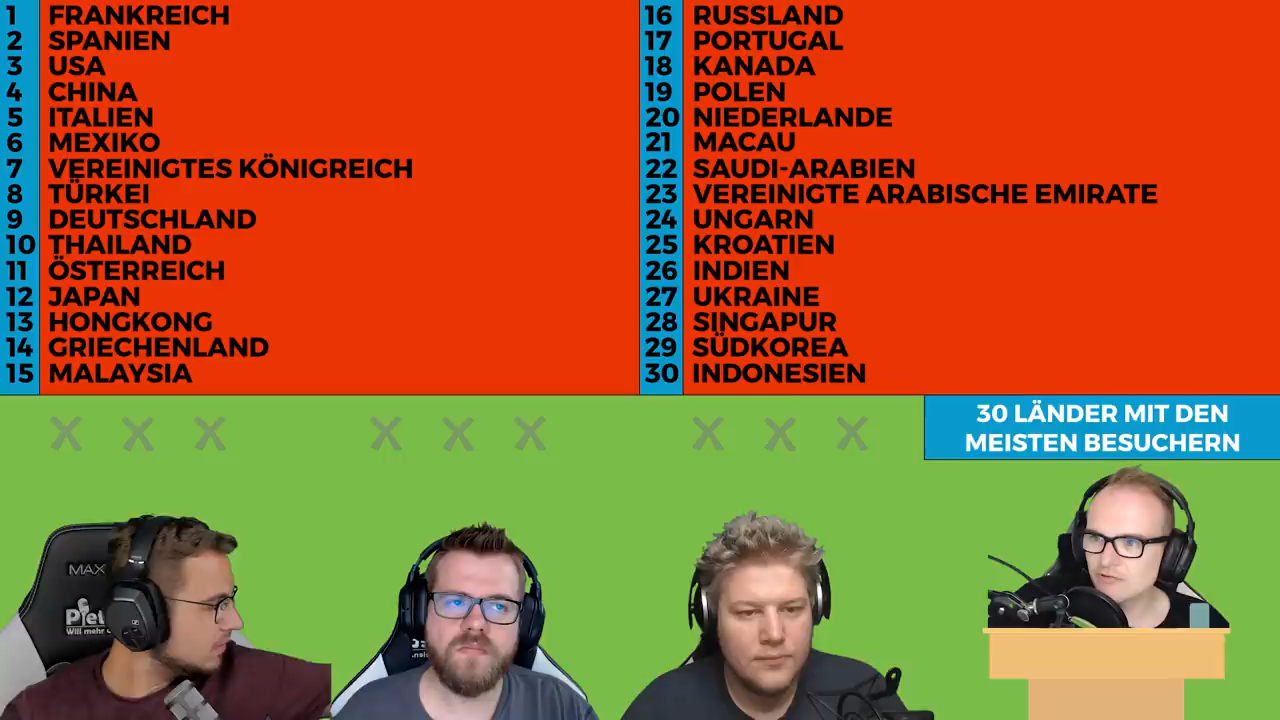 1 FRANKREICH
2 SPANIEN
3 USA
4 CHINA
5 ITALIEN
6 MEXIKO
7 VEREINIGTES KÖNIGREICH
8 TÜRKEI
9 DEUTSCHLAND
10 THAILAND
11 ÖSTERREICH
12 JAPAN
13 HONGKONG
14 GRIECHENLAND
15 MALAYSIA
16 RUSSLAND
17 PORTUGAL
18 KANADA
19 POLEN
20 NIEDERLANDE
21 MACAU
22 SAUDI-ARABIEN
23 VEREINIGTE ARABISCHE EMIRATE
24 UNGARN
25 KROATIEN
26 INDIEN
27 UKRAINE
28 SINGAPUR
29 SÜDKOREA
30 INDONESIEN
X X X X X X X X X
30 LÄNDER MIT DEN
MEISTEN BESUCHERN
MAX
Will mehr